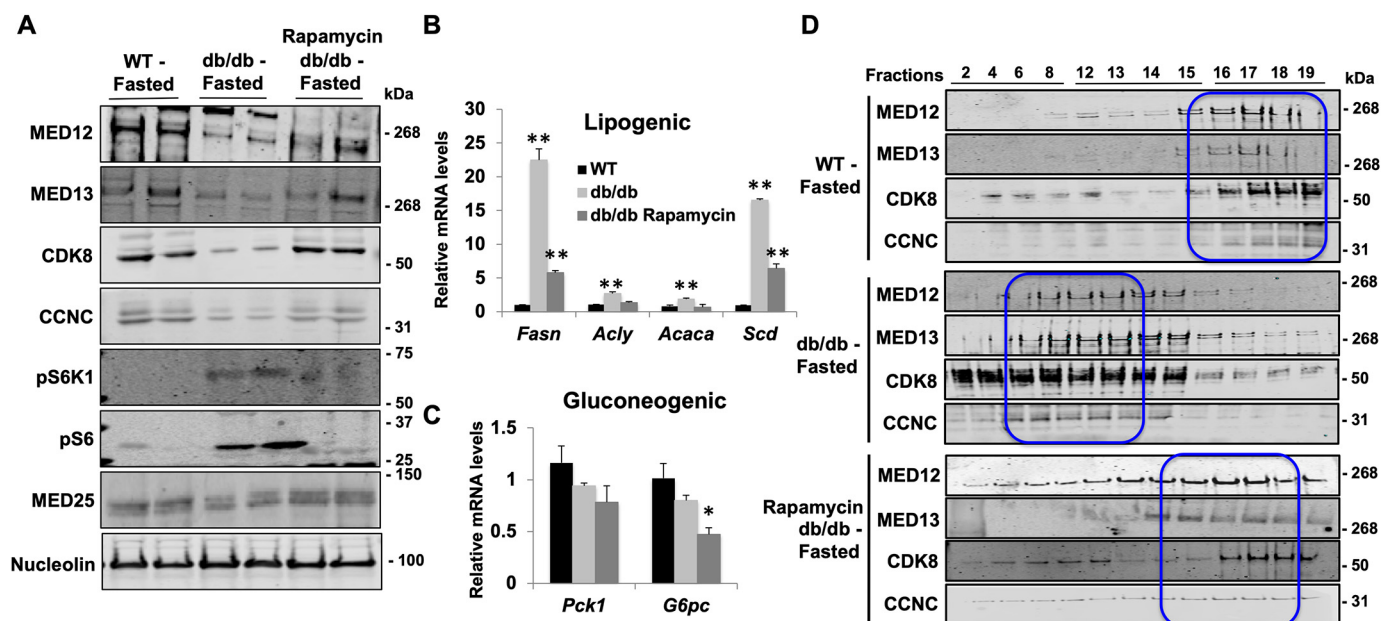 A
WT -
Fasted
db/db -
Fasted
Rapamycin
db/db -
Fasted
kDa
MED12
- 268
MED13
- 268
CDK8
- 50
CCNC
- 31
pS6K1
- 75
- 50
pS6
- 37
- 25
MED25
- 150
Nucleolin
- 100
B
Lipogenic
Relative mRNA levels
30
25
20
15
10
5
0
WT
db/db
db/db Rapamycin
**
**
**
**
**
**
Fasn
Acly
Acaca
Scd
C
Gluconeogenic
Relative mRNA levels
1.5
1
0.5
0
*
Pck1
G6pc
D
Fractions
2 4 6 8 12 13 14 15 16 17 18 19
kDa
WT -
Fasted
MED12
- 268
MED13
- 268
CDK8
- 50
CCNC
- 31
db/db -
Fasted
MED12
- 268
MED13
- 268
CDK8
- 50
CCNC
- 31
Rapamycin
db/db -
Fasted
MED12
- 268
MED13
- 268
CDK8
- 50
CCNC
- 31